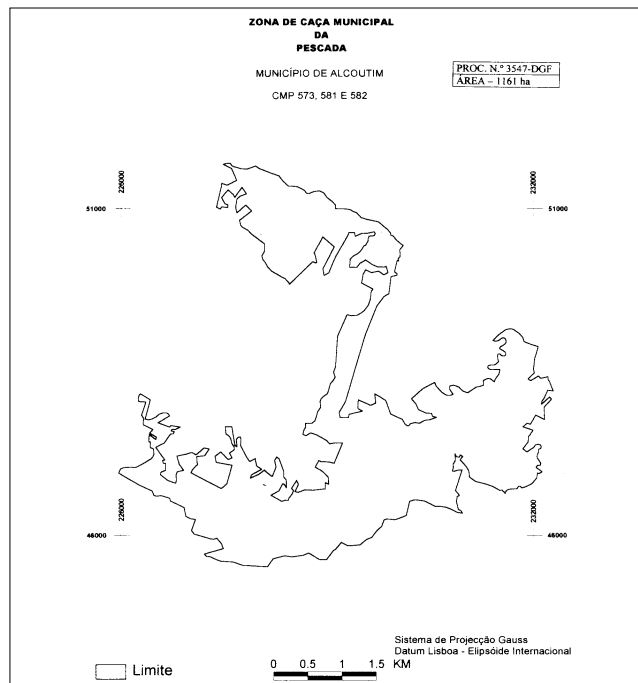 ZONA DE CAÇA MUNICIPAL
DA
PESCADA
MUNICÍPIO DE ALCOUTIM
PROC. N.º 3547-DGF
ÁREA – 1161 ha
CMP 573, 581 E 582
226000
232000
51000
51000
226000
232000
46000
46000
Sistema de Projecção Gauss
Datum Lisboa - Elipsóide Internacional
Limite
0 0.5 1 1.5 KM